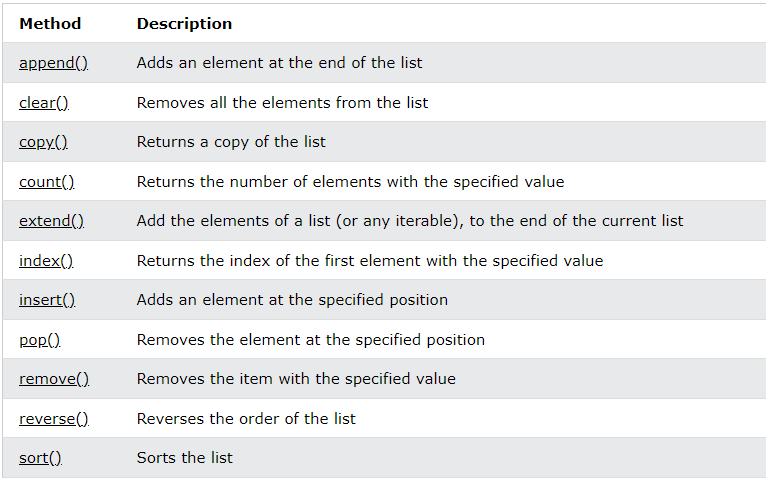 Method Description
append() Adds an element at the end of the list
clear() Removes all the elements from the list
copy() Returns a copy of the list
count() Returns the number of elements with the specified value
extend() Add the elements of a list (or any iterable), to the end of the current list
index() Returns the index of the first element with the specified value
insert() Adds an element at the specified position
pop() Removes the element at the specified position
remove() Removes the item with the specified value
reverse() Reverses the order of the list
sort() Sorts the list